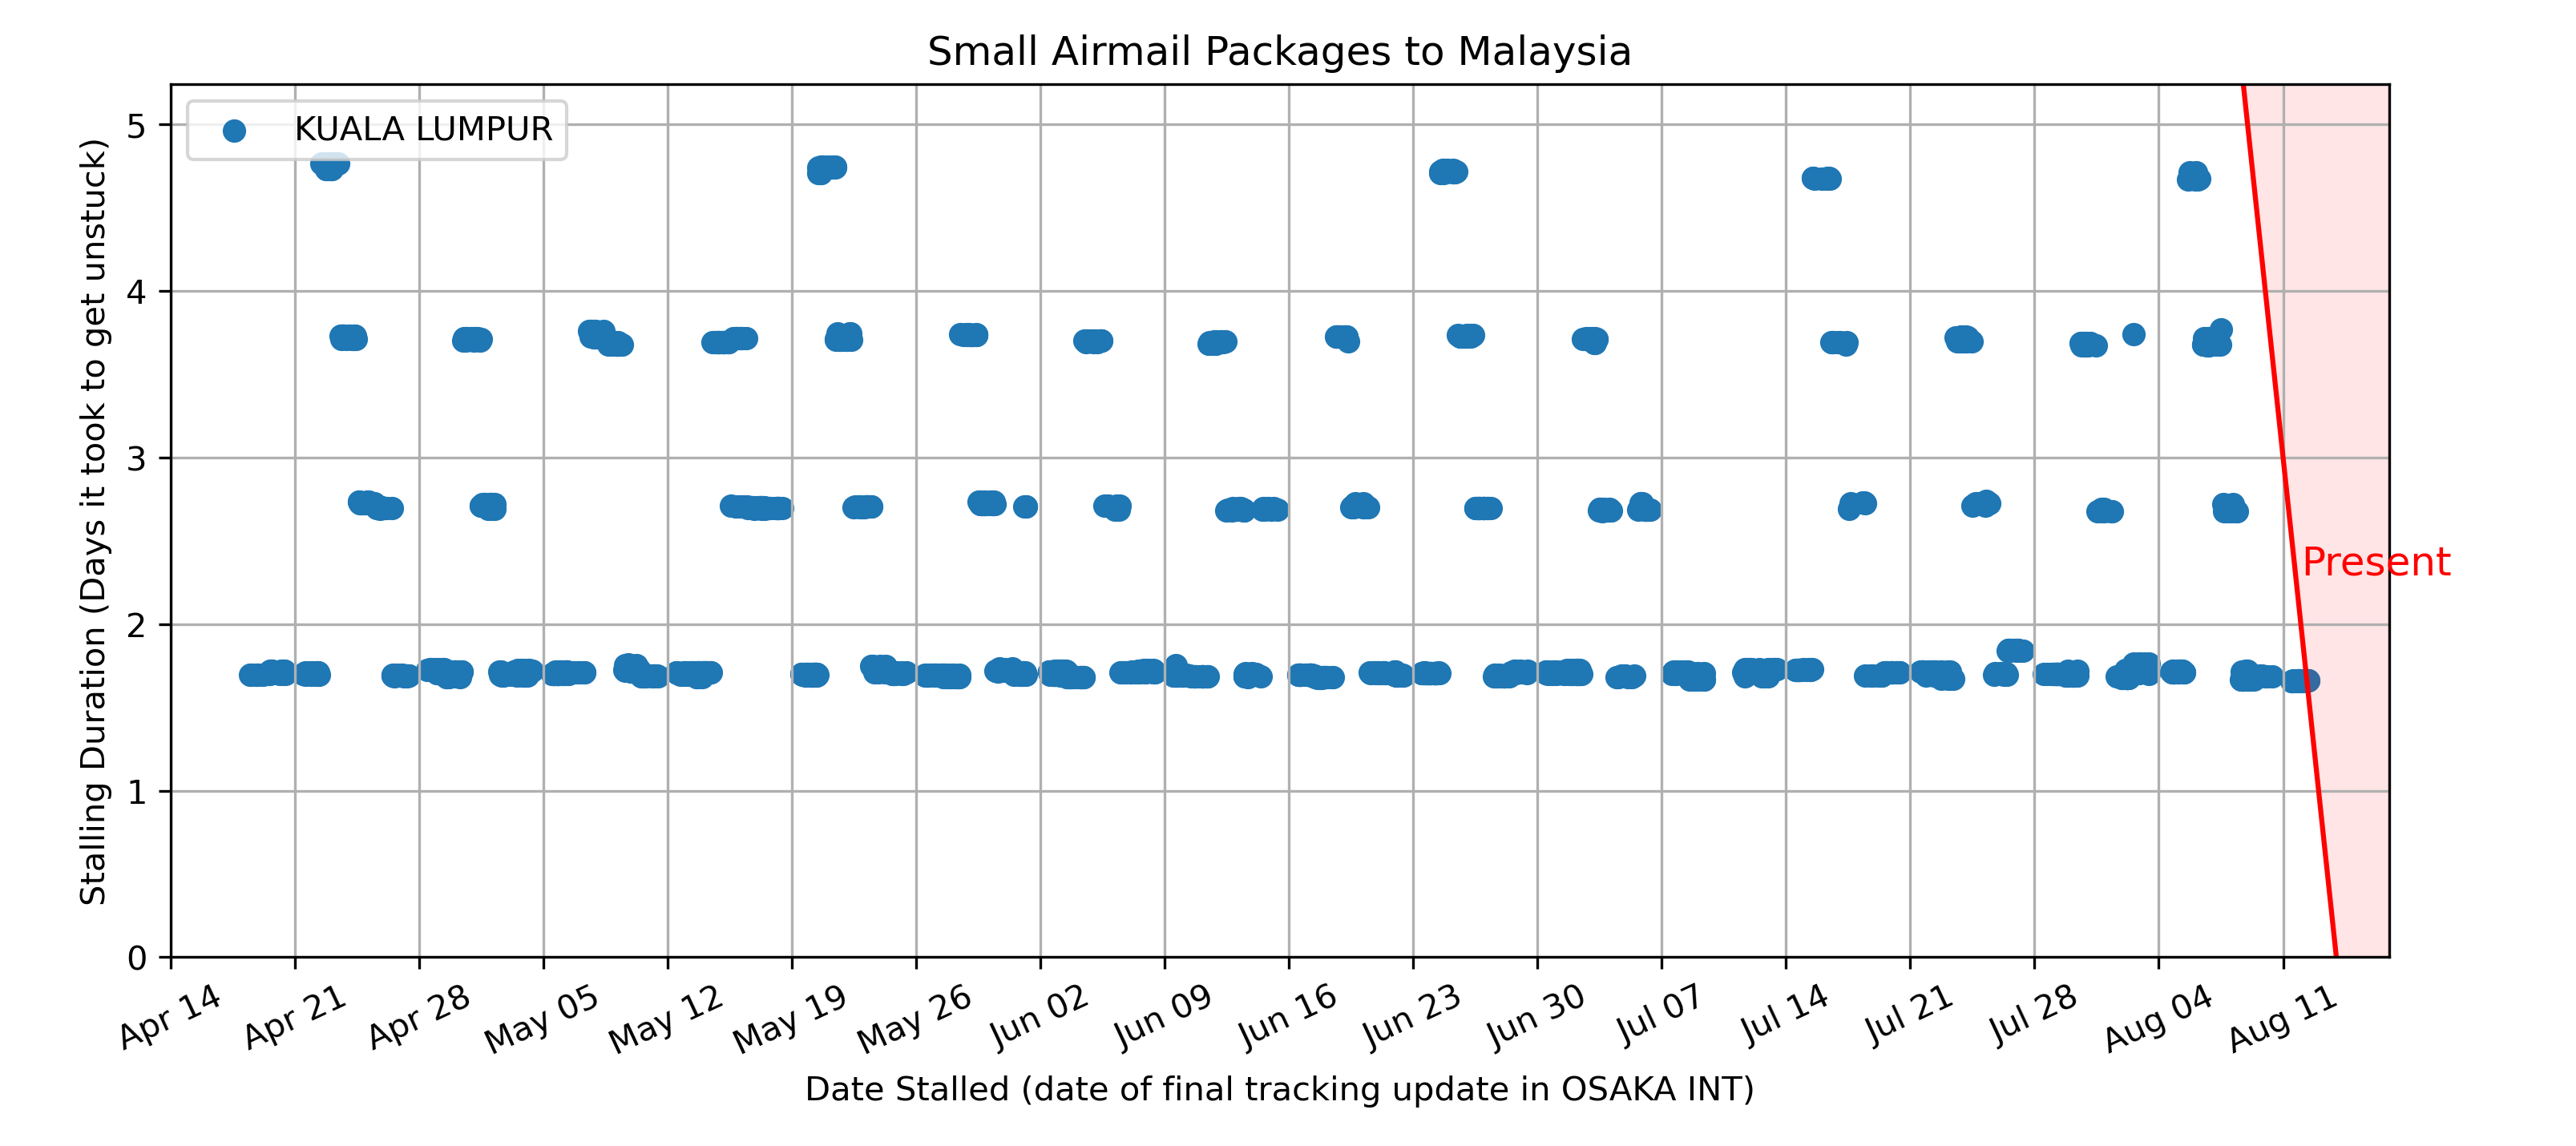 Small Airmail Packages to Malaysia
KUALA LUMPUR
Stalling Duration (Days it took to get unstuck)
5
4
3
2
1
0
Present
Apr 14
Apr 21
Apr 28
May 05
May 12
May 19
May 26
Jun 02
Jun 09
Jun 16
Jun 23
Jun 30
Jul 07
Jul 14
Jul 21
Jul 28
Aug 04
Aug 11
Date Stalled (date of final tracking update in OSAKA INT)